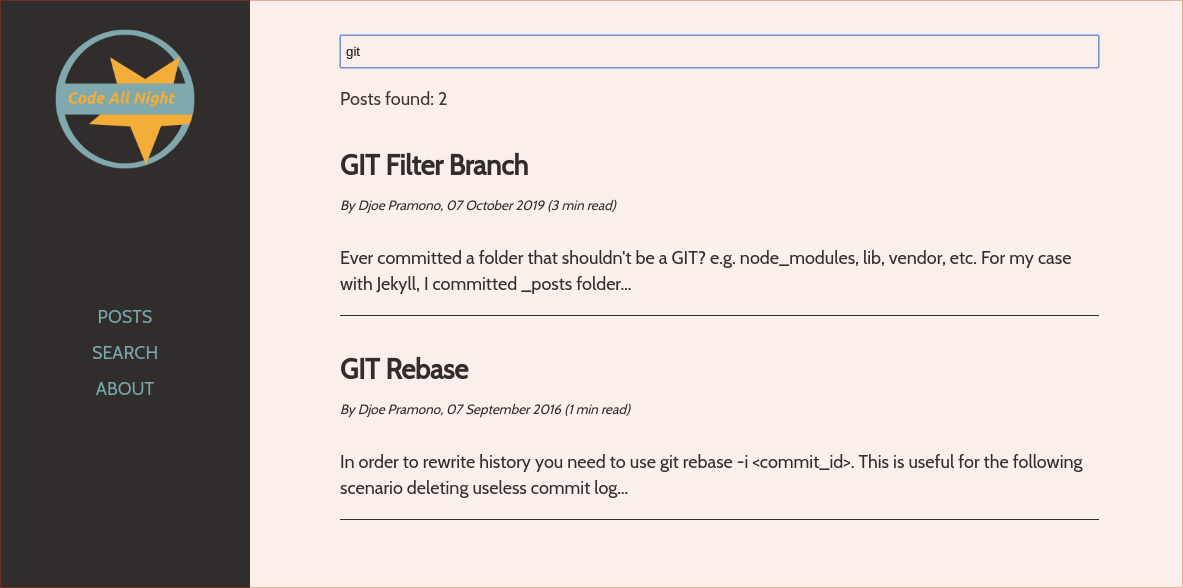 Code All Night
POSTS
SEARCH
ABOUT
git
Posts found: 2
GIT Filter Branch
By Djoe Pramono, 07 October 2019 (3 min read)
Ever committed a folder that shouldn't be a GIT? e.g. node_modules, lib, vendor, etc. For my case
with Jekyll, I committed _posts folder...
GIT Rebase
By Djoe Pramono, 07 September 2016 (1 min read)
In order to rewrite history you need to use git rebase -i <commit_id>. This is useful for the following
scenario deleting useless commit log...